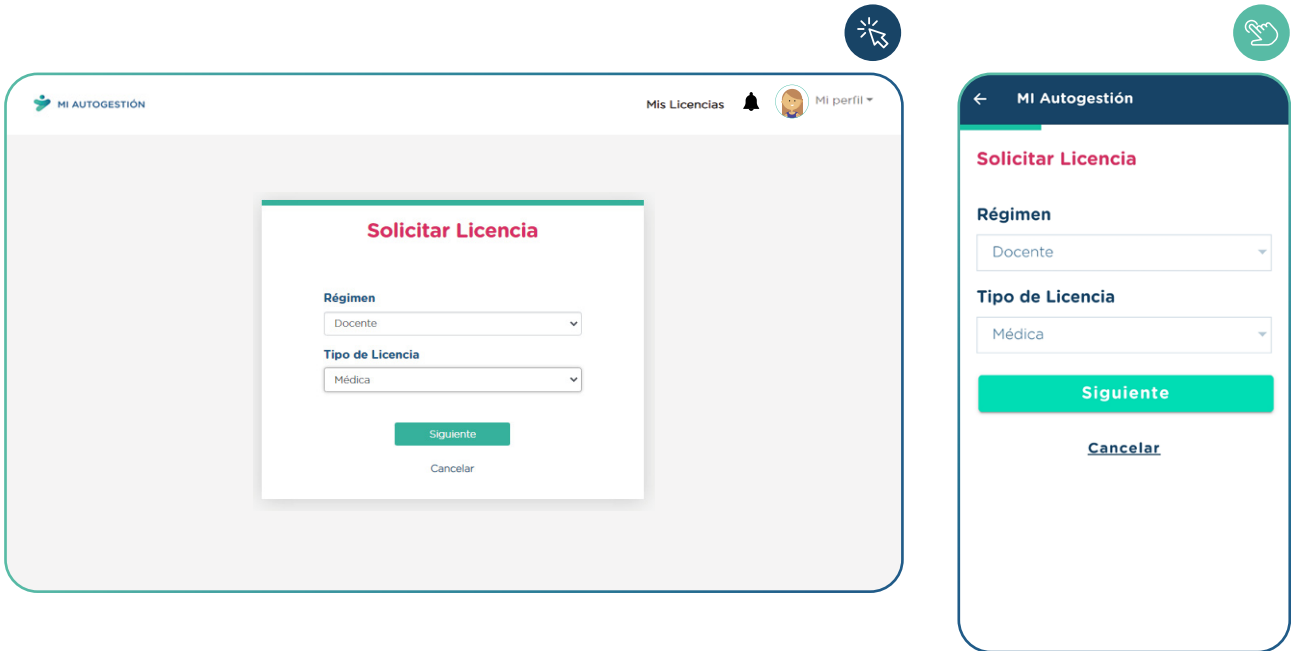 MI AUTOGESTIÓN
Mis Licencias
Mi perfil
Solicitar Licencia
Régimen
Docente
Tipo de Licencia
Médica
Siguiente
Cancelar
MI Autogestión
Solicitar Licencia
Régimen
Docente
Tipo de Licencia
Médica
Siguiente
Cancelar